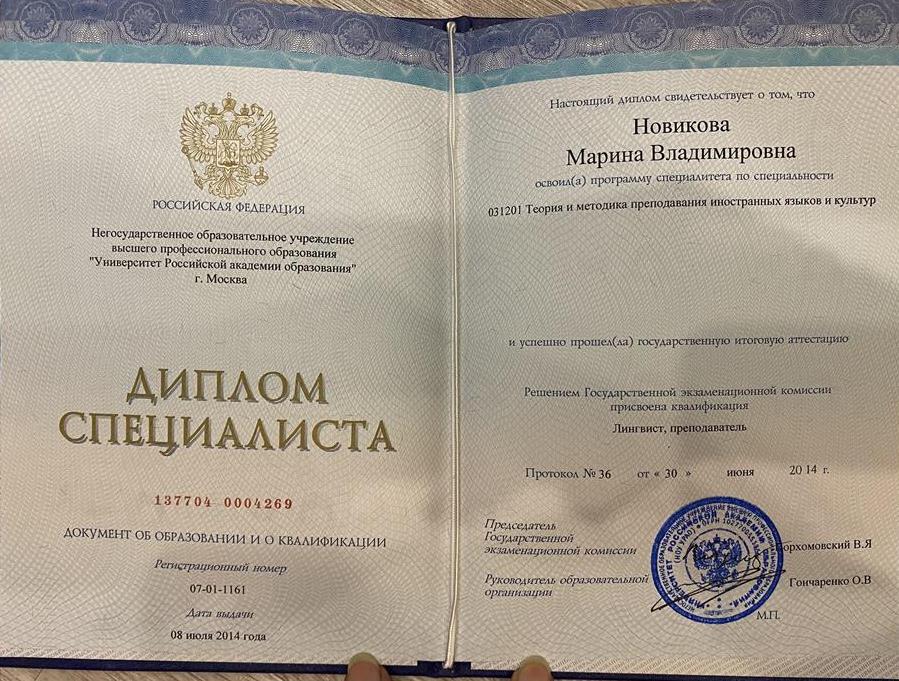 РОССИЙСКАЯ ФЕДЕРАЦИЯ
Негосударственное образовательное учреждение
высшего профессионального образования
"Университет Российской академии образования"
г. Москва
ДИПЛОМ
СПЕЦИАЛИСТА
137704 0004269
ДОКУМЕНТ ОБ ОБРАЗОВАНИИ И О КВАЛИФИКАЦИИ
Регистрационный номер
07-01-1161
Дата выдачи
08 июля 2014 года
Настоящий диплом свидетельствует о том, что
Новикова
Марина Владимировна
освоил(а) программу специалитета по специальности
031201 Теория и методика преподавания иностранных языков и культур
и успешно прошел(ла) государственную итоговую аттестацию
Решением Государственной экзаменационной комиссии
присвоена квалификация
Лингвист, преподаватель
Протокол № 36 от « 30 » июня 2014 г.
Председатель
Государственной
экзаменационной комиссии
В.Я
Руководитель образовательной
организации
Гончаренко О.В
М.П.